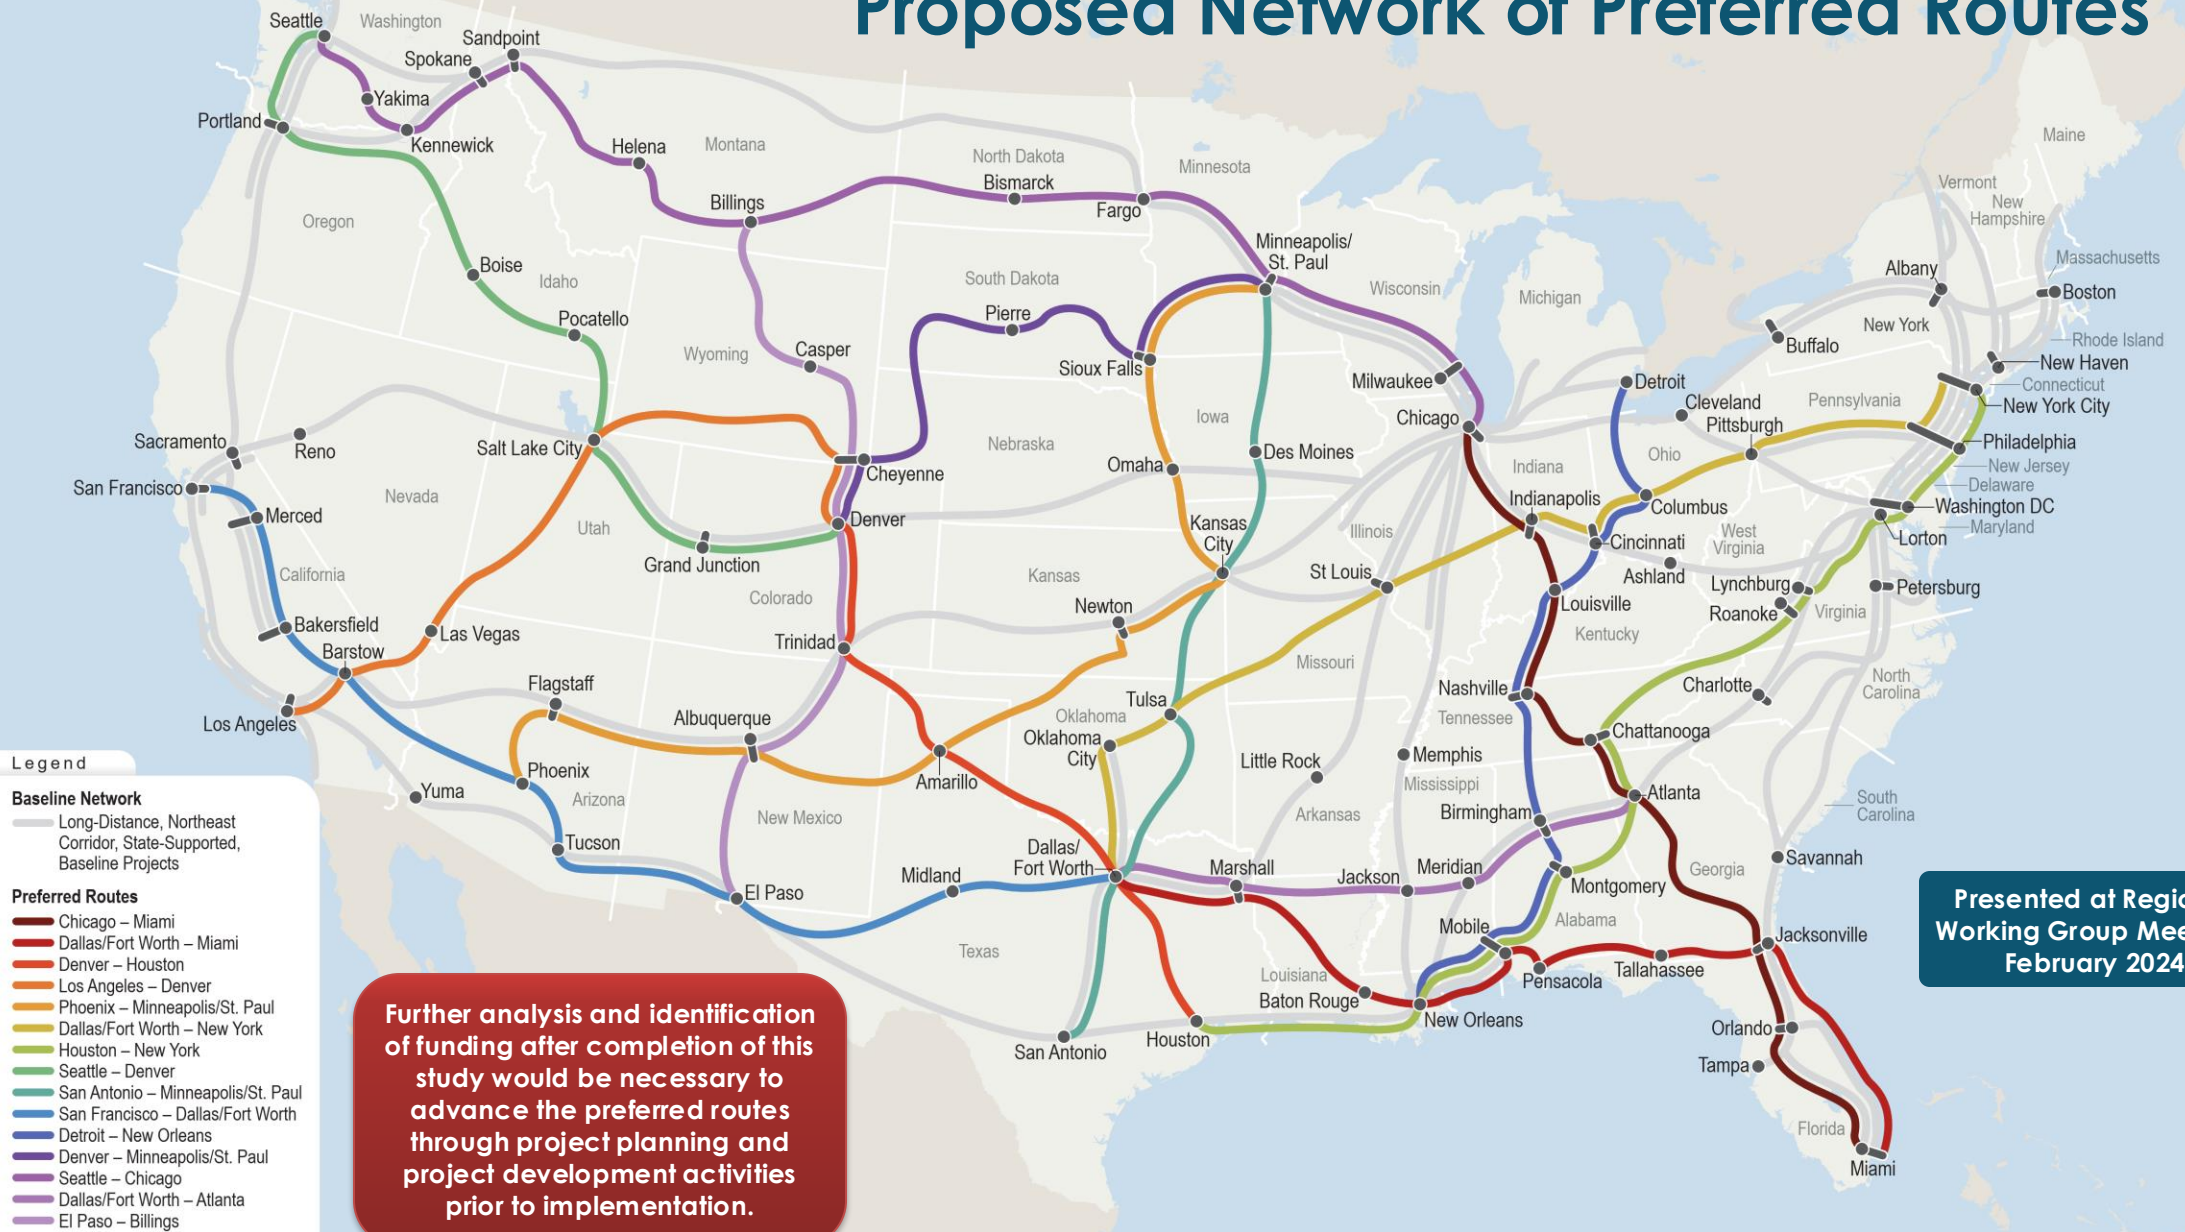 Proposed Network of Preferred Routes
Seattle
Washington
Sandpoint
Spokane
Yakima
Portland
Kennewick
Helena
Montana
North Dakota
Bismarck
Minnesota
Maine
Billings
Fargo
Vermont
New
Hampshire
Oregon
Minneapolis/
St. Paul
Massachusetts
Boise
Idaho
South Dakota
Wisconsin
Michigan
Albany
Boston
Pocatello
Pierre
New York
Buffalo
Rhode Island
Wyoming
Casper
Sioux Falls
Milwaukee
Detroit
New Haven
Connecticut
New York City
Iowa
Chicago
Cleveland
Pittsburgh
Pennsylvania
Sacramento
Reno
Salt Lake City
Nebraska
Des Moines
Philadelphia
Cheyenne
Omaha
Indiana
Ohio
New Jersey
Delaware
San Francisco
Nevada
Indianapolis
Columbus
Washington DC
Maryland
Merced
Utah
Denver
Kansas
City
Illinois
West
Virginia
Lorton
Cincinnati
Grand Junction
California
Kansas
St Louis
Ashland
Lynchburg
Petersburg
Colorado
Newton
Louisville
Roanoke
Virginia
Bakersfield
Las Vegas
Trinidad
Kentucky
Barstow
Missouri
Flagstaff
Nashville
Charlotte
North
Carolina
Los Angeles
Albuquerque
Tulsa
Oklahoma
Tennessee
Oklahoma
City
Chattanooga
Memphis
Little Rock
Phoenix
Amarillo
Mississippi
Yuma
Arizona
Atlanta
South
Carolina
New Mexico
Arkansas
Birmingham
Tucson
Dallas/
Fort Worth
Marshall
Jackson
Meridian
Georgia
Savannah
Midland
El Paso
Montgomery
Alabama
Mobile
Jacksonville
Texas
Louisiana
Baton Rouge
Pensacola
Tallahassee
New Orleans
Houston
San Antonio
Orlando
Tampa
Florida
Miami
Legend
Baseline Network
Long-Distance, Northeast
Corridor, State-Supported,
Baseline Projects
Preferred Routes
Chicago – Miami
Dallas/Fort Worth – Miami
Denver – Houston
Los Angeles – Denver
Phoenix – Minneapolis/St. Paul
Dallas/Fort Worth – New York
Houston – New York
Seattle – Denver
San Antonio – Minneapolis/St. Paul
San Francisco – Dallas/Fort Worth
Detroit – New Orleans
Denver – Minneapolis/St. Paul
Seattle – Chicago
Dallas/Fort Worth – Atlanta
El Paso – Billings
Further analysis and identification
of funding after completion of this
study would be necessary to
advance the preferred routes
through project planning and
project development activities
prior to implementation.
Presented at Regio
Working Group Mee
February 2024